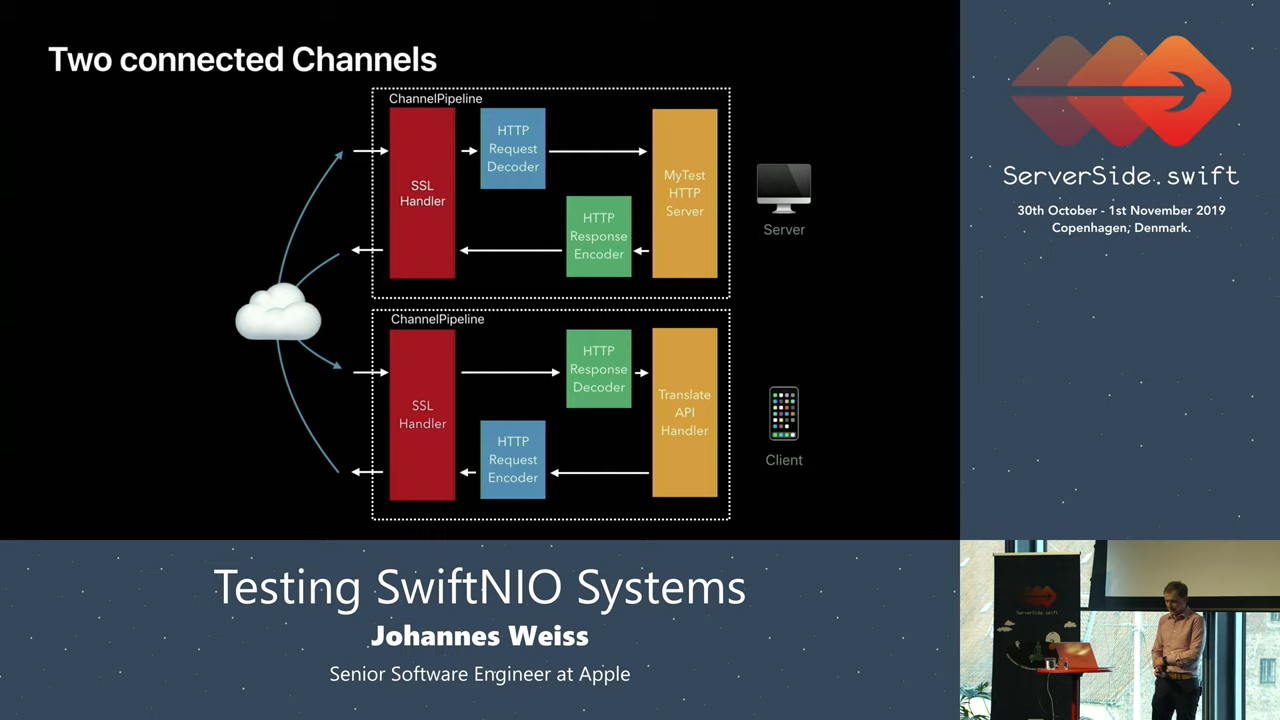 Two connected Channels
ChannelPipeline
SSL
Handler
HTTP
Request
Decoder
HTTP
Response
Encoder
MyTest
HTTP
Server
Server
ChannelPipeline
SSL
Handler
HTTP
Response
Decoder
HTTP
Request
Encoder
Translate
API
Handler
Client
ServerSide.swift
30th October - 1st November 2019
Copenhagen, Denmark.
Testing SwiftNIO Systems
Johannes Weiss
Senior Software Engineer at Apple
ServerSide.swift